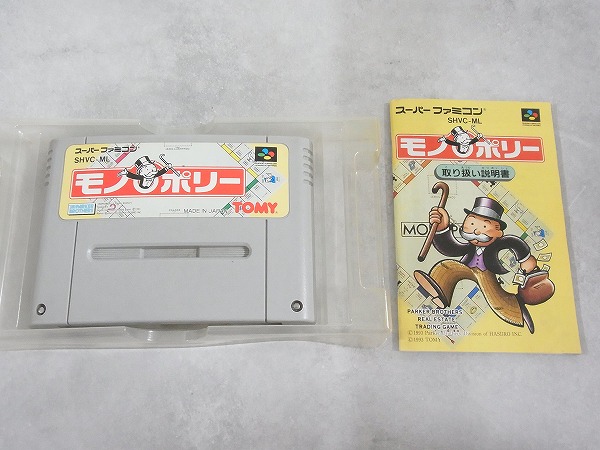 スーパーファミコン
SHVC-ML
モノポリー
MADE IN JAPAN
TOMY
スーパーファミコン
SHVC-ML
モノポリー
取り扱い説明書
PARKER BROTHERS
REAL ESTATE
TRADING GAME
©1993 TOMY